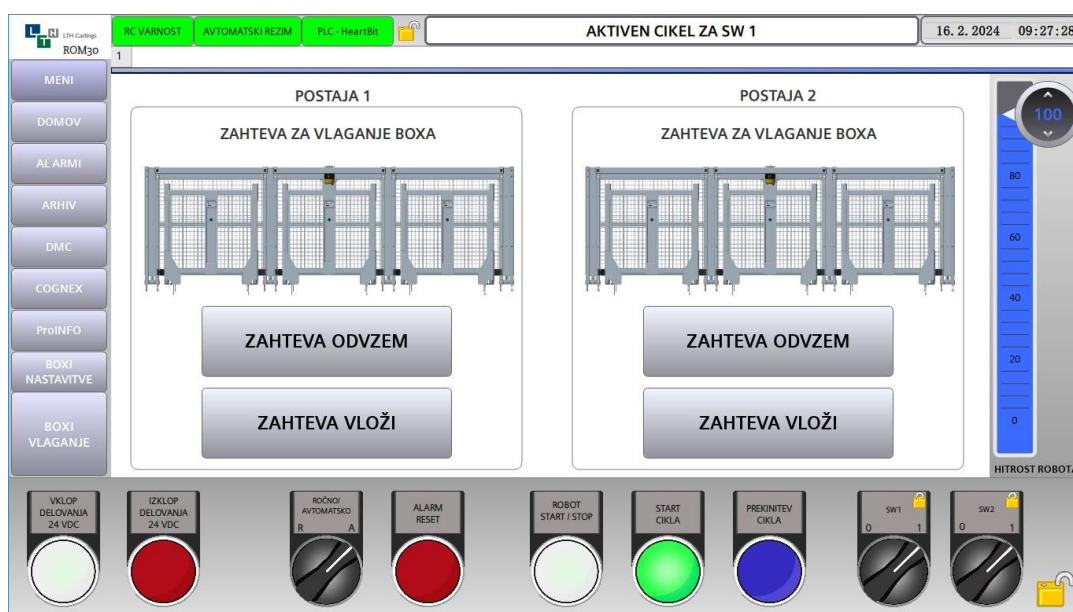 LTH Castings
ROM30
RC VARNOST
AVTOMATSKI REZIM
PLC - HeartBit
AKTIVEN CIKEL ZA SW 1
16. 2. 2024 09:27:28
1
MENI
DOMOV
ALARMI
ARHIV
DMC
COGNEX
ProINFO
BOXI
NASTAVITVE
BOXI
VLAGANJE
POSTAJA 1
ZAHTEVA ZA VLAGANJE BOXA
ZAHTEVA ODVZEM
ZAHTEVA VLOŽI
POSTAJA 2
ZAHTEVA ZA VLAGANJE BOXA
ZAHTEVA ODVZEM
ZAHTEVA VLOŽI
100
80
60
40
20
0
HITROST ROBOTA
VKLOP
DELOVANJA
24 VDC
IZKLOP
DELOVANJA
24 VDC
ROČNO/
AVTOMATSKO
R A
ALARM
RESET
ROBOT
START / STOP
START
CIKLA
PREKINITEV
CIKLA
SW1
0 1
SW2
0 1